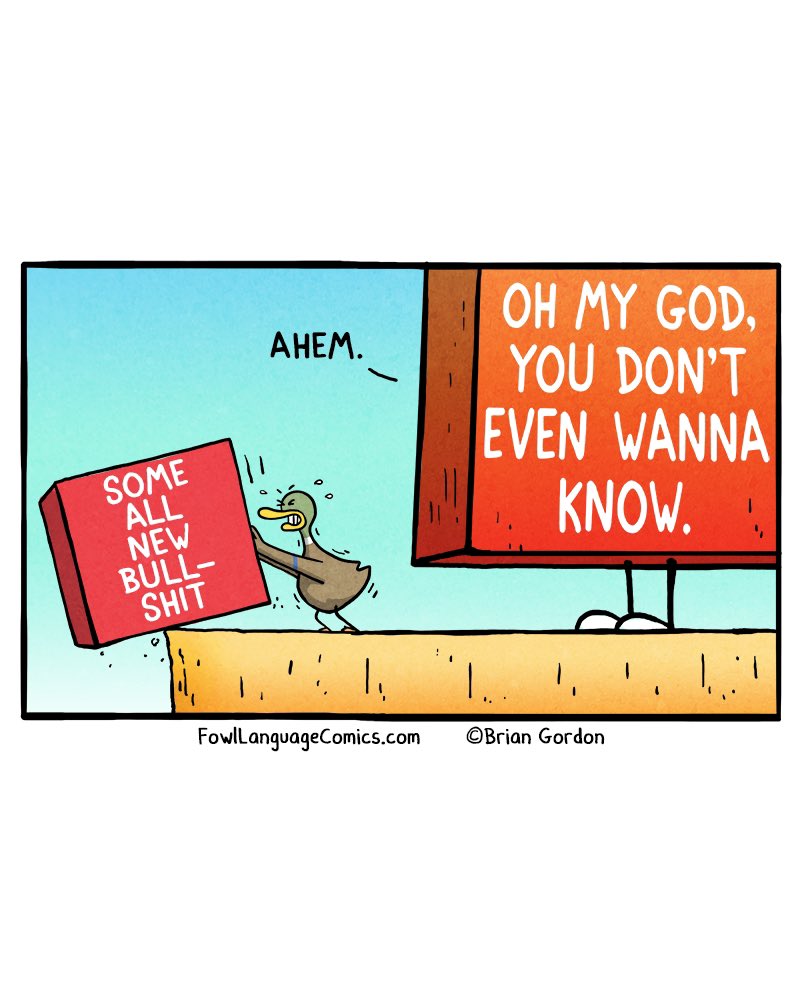 AHEM.
OH MY GOD,
YOU DON'T
EVEN WANNA
KNOW.
SOME
ALL
NEW
BULL-
SHIT
FowlLanguageComics.com ©Brian Gordon